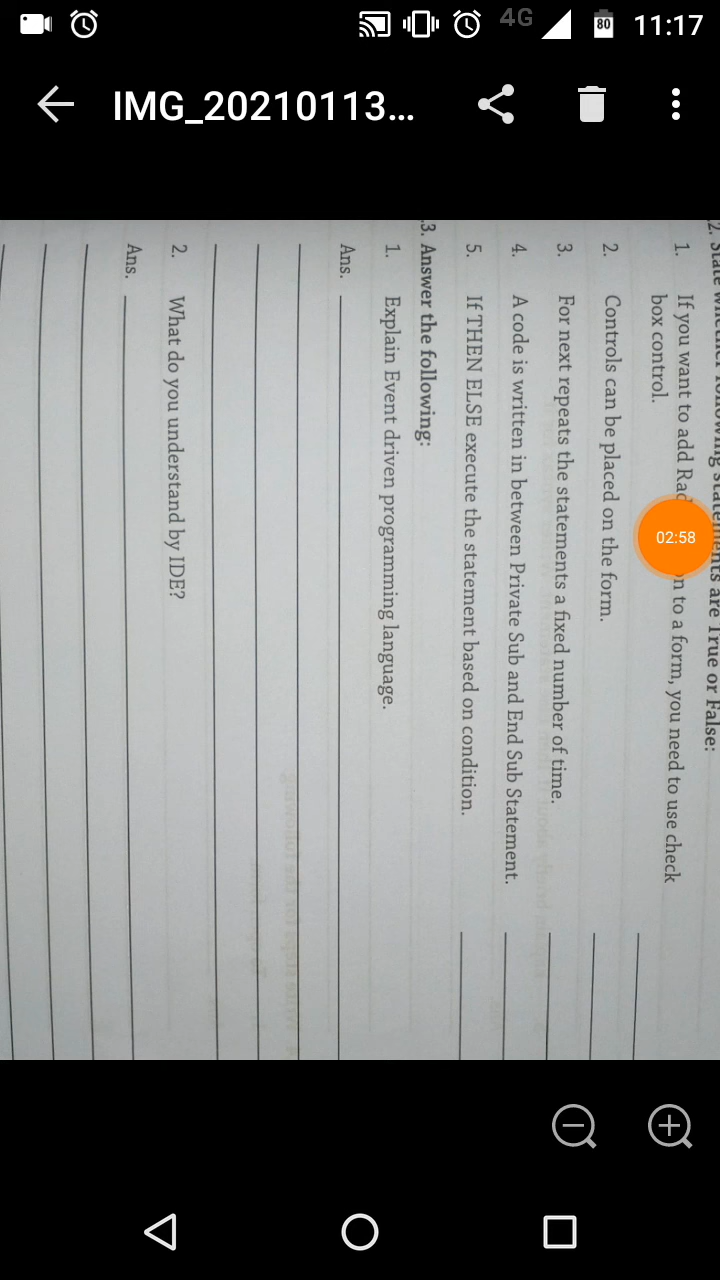 4G 80 11:17
IMG_20210113...
2. State whether following statements are True or False:
1. If you want to add on to a form, you need to use check
box control.
2. Controls can be placed on the form.
3. For next repeats the statements a fixed number of time.
4. A code is written in between Private Sub and End Sub Statement.
5. If THEN ELSE execute the statement based on condition.
.3. Answer the following:
1. Explain Event driven programming language.
Ans.
2. What do you understand by IDE?
Ans.
02:58